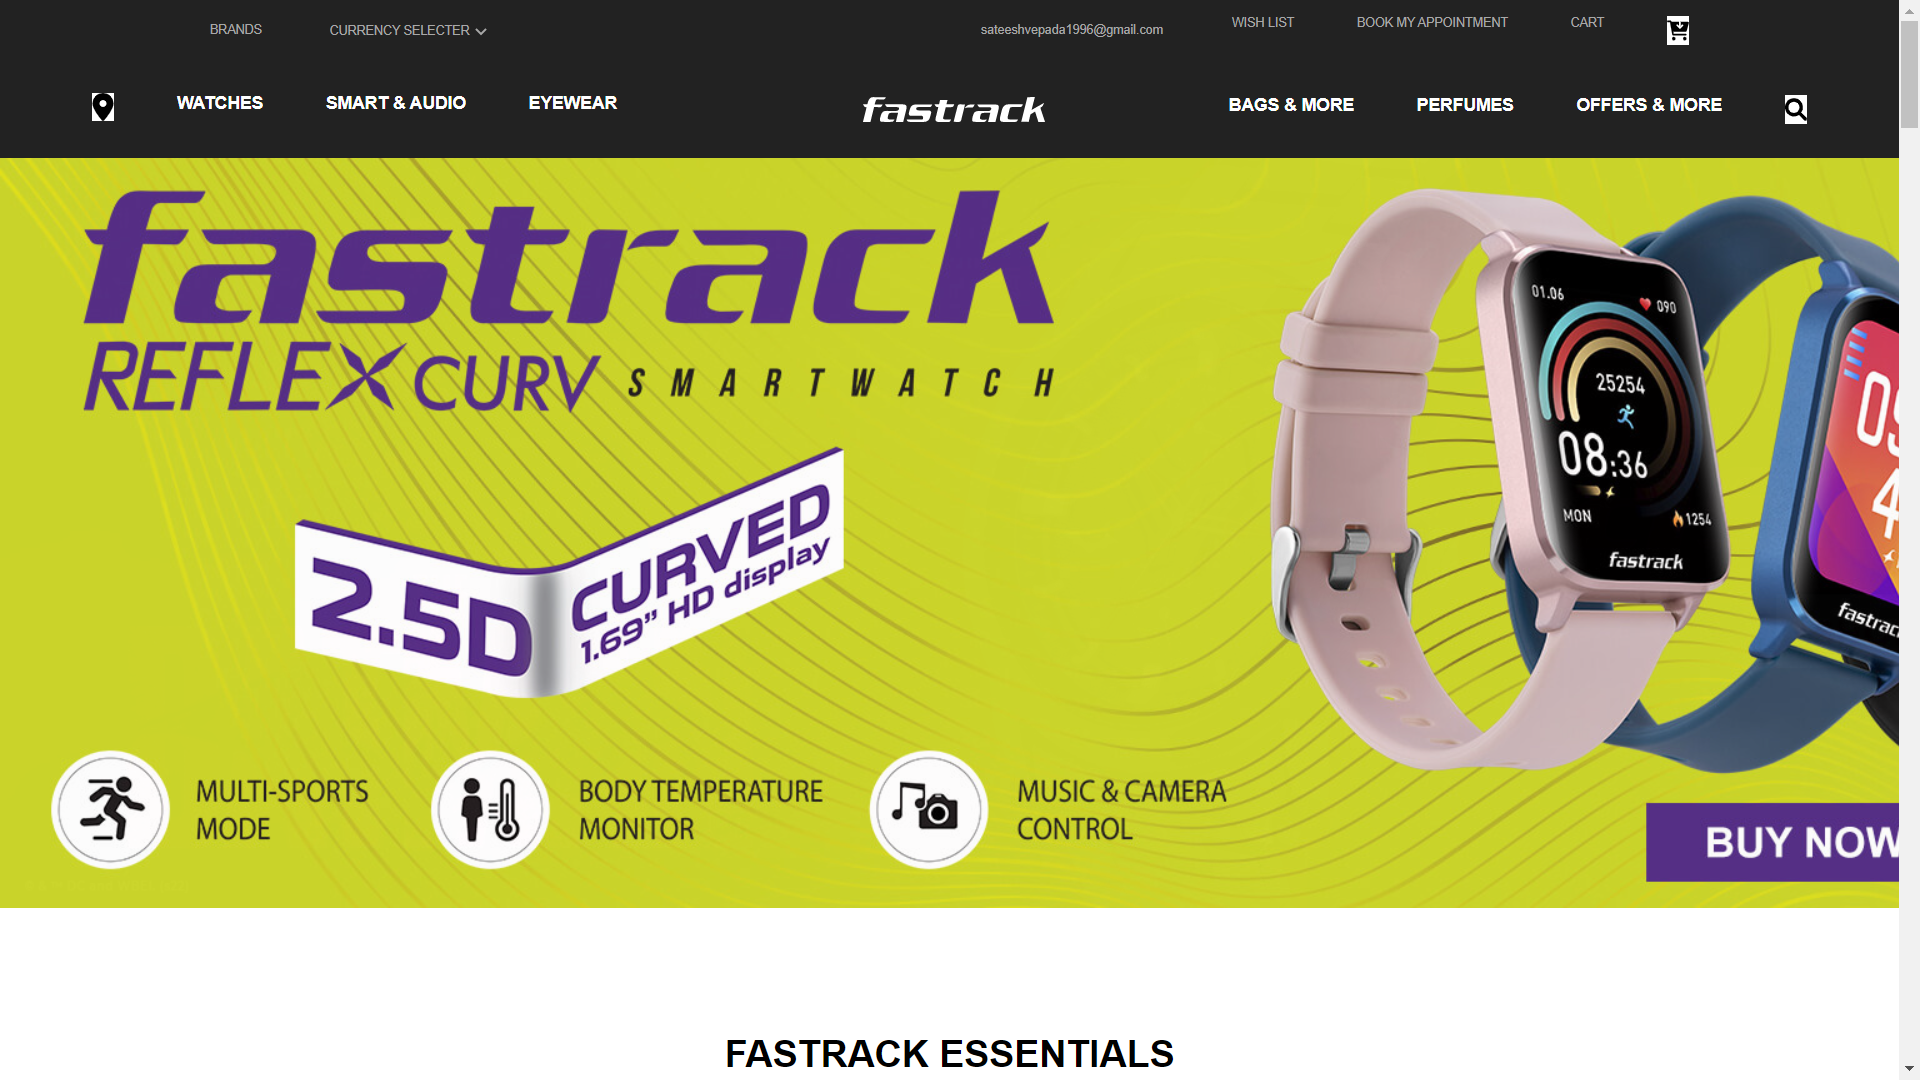 BRANDS
CURRENCY SELECTER
sateeshvepada1996@gmail.com
WISH LIST
BOOK MY APPOINTMENT
CART
WATCHES
SMART & AUDIO
EYEWEAR
fastrack
BAGS & MORE
PERFUMES
OFFERS & MORE
fastrack
REFLEX CURV SMARTWATCH
2.5D
CURVED
1.69” HD display
01.06
090
25254
08:36
MON
1254
fastrack
MULTI-SPORTS
MODE
BODY TEMPERATURE
MONITOR
MUSIC & CAMERA
CONTROL
BUY NOW
FASTRACK ESSENTIALS